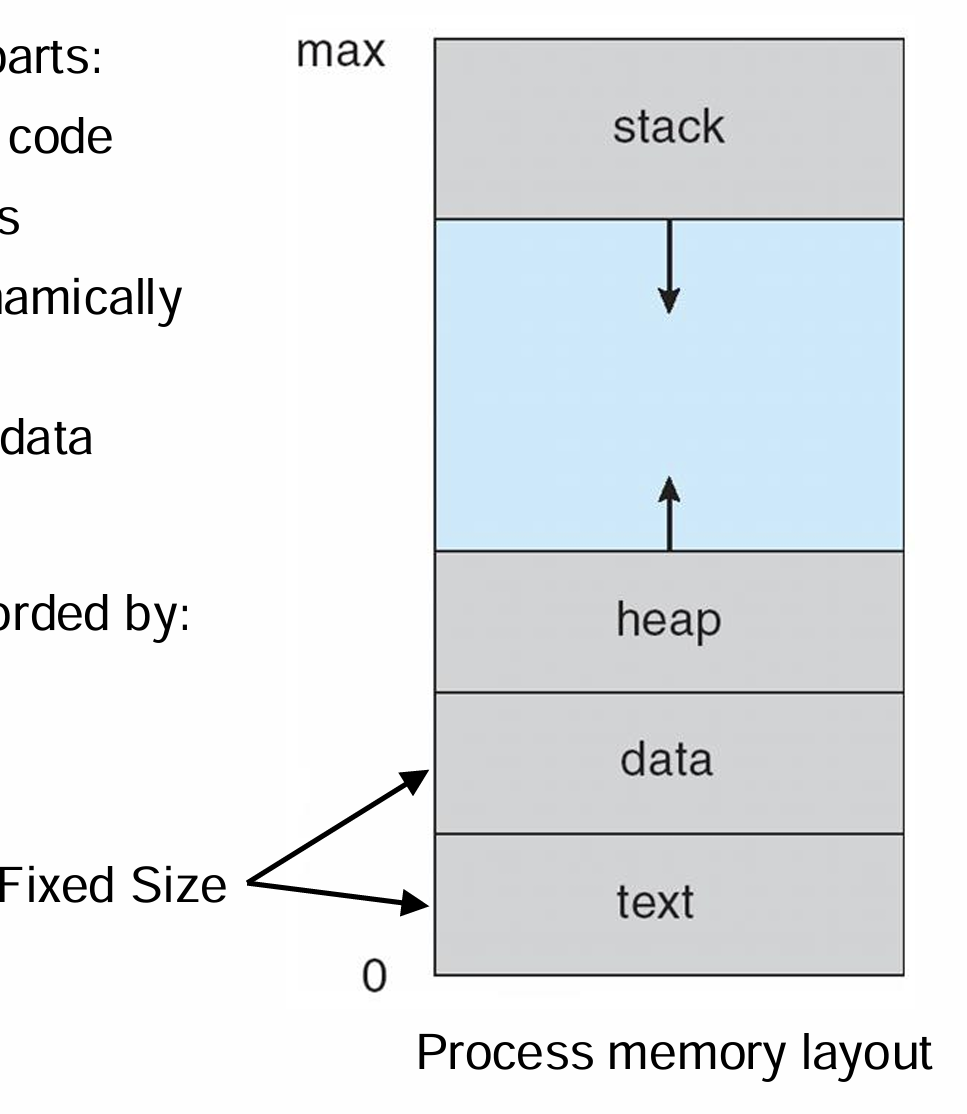 parts:
code
s
namically
data
orded by:
Fixed Size
max
stack
heap
data
text
0
Process memory layout